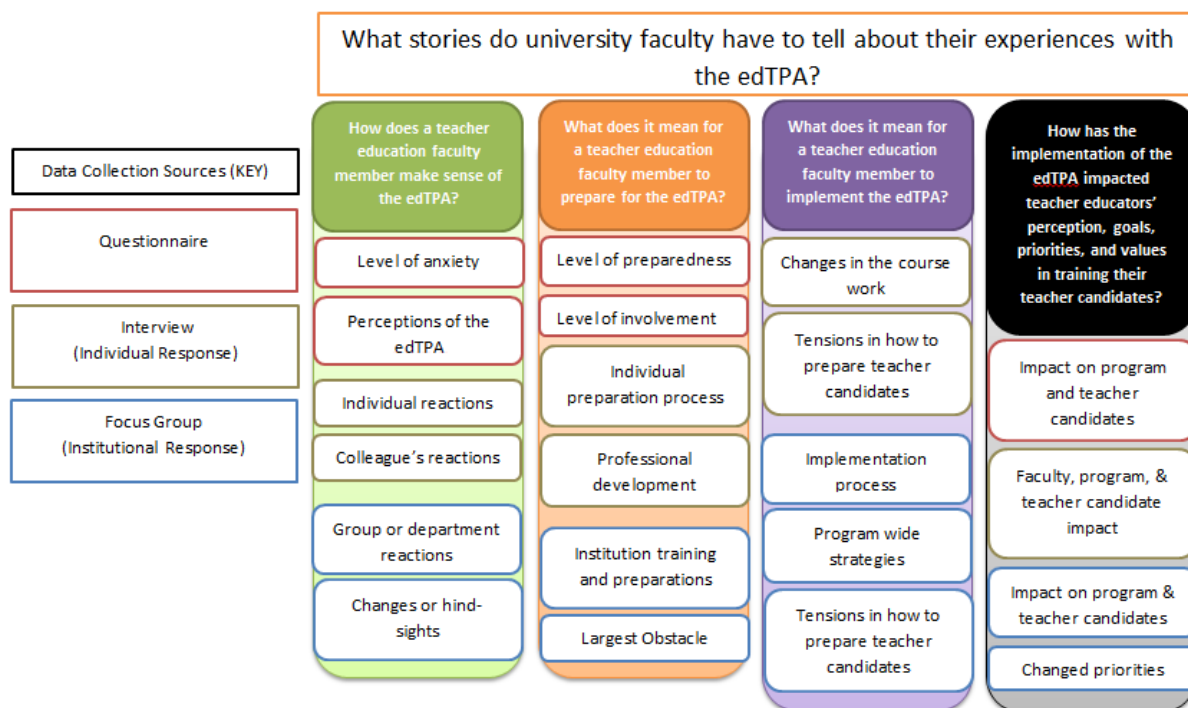 What stories do university faculty have to tell about their experiences with
the edTPA?
Data Collection Sources (KEY)
Questionnaire
Interview
(Individual Response)
Focus Group
(Institutional Response)
How does a teacher
education faculty
member make sense of
the edTPA?
Level of anxiety
Perceptions of the
edTPA
Individual reactions
Colleague's reactions
Group or department
reactions
Changes or hind-
sights
What does it mean for
a teacher education
faculty member to
prepare for the edTPA?
Level of preparedness
Level of involvement
Individual
preparation process
Professional
development
Institution training
and preparations
Largest Obstacle
What does it mean for
a teacher education
faculty member to
implement the edTPA?
Changes in the course
work
Tensions in how to
prepare teacher
candidates
Implementation
process
Program wide
strategies
Tensions in how to
prepare teacher
candidates
How has the
implementation of the
edTPA impacted
teacher educators'
perception, goals,
priorities, and values
in training their
teacher candidates?
Impact on program
and teacher
candidates
Faculty, program, &
teacher candidate
impact
Impact on program &
teacher candidates
Changed priorities